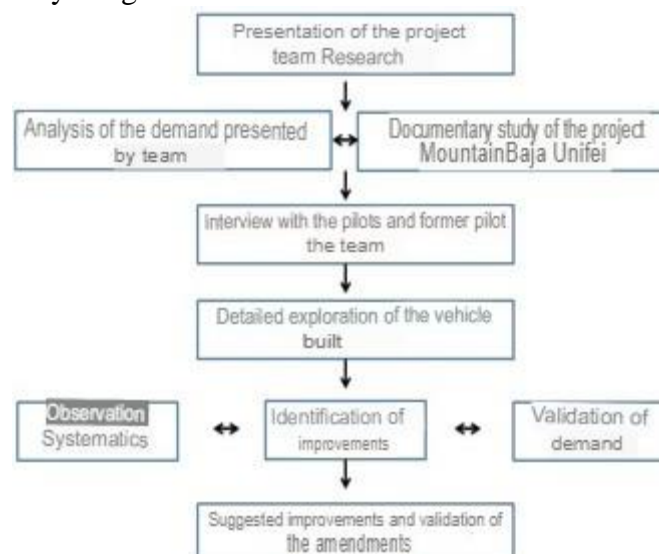 Presentation of the project
team Research
Analysis of the demand presented
by team
Documentary study of the project
MountainBaja Unifei
Interview with the pilots and former pilot
the team
Detailed exploration of the vehicle
built
Observation
Systematics
Identification of
improvements
Validation of
demand
Suggested improvements and validation of
the amendments